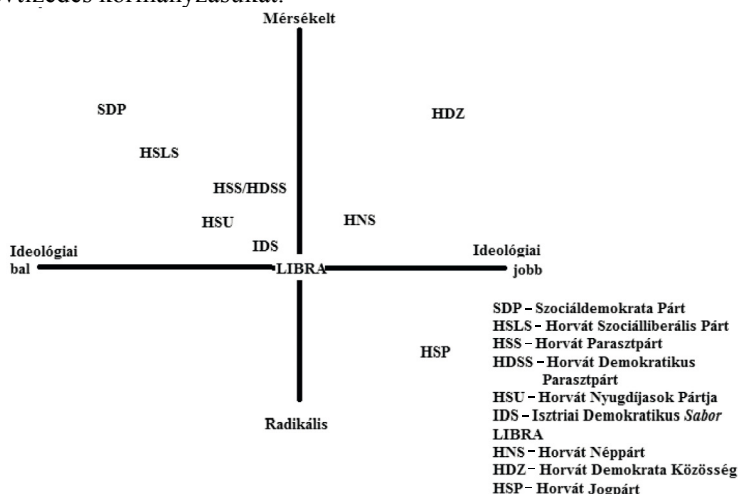 kormányzásukat.
Mérsékelt
SDP
HDZ
HSLS
HSS/HDSS
HSU
HNS
IDS
Ideológiai
bal
Ideológiai
jobb
LIBRA
HSP
Radikális
SDP – Szociáldemokrata Párt
HSLS – Horvát Szociálliberális Párt
HSS – Horvát Parasztpárt
HDSS – Horvát Demokratikus
Parasztpárt
HSU – Horvát Nyugdíjasok Pártja
IDS – Isztriai Demokratikus Sabor
LIBRA
HNS – Horvát Néppárt
HDZ – Horvát Demokrata Közösség
HSP – Horvát Jogpárt